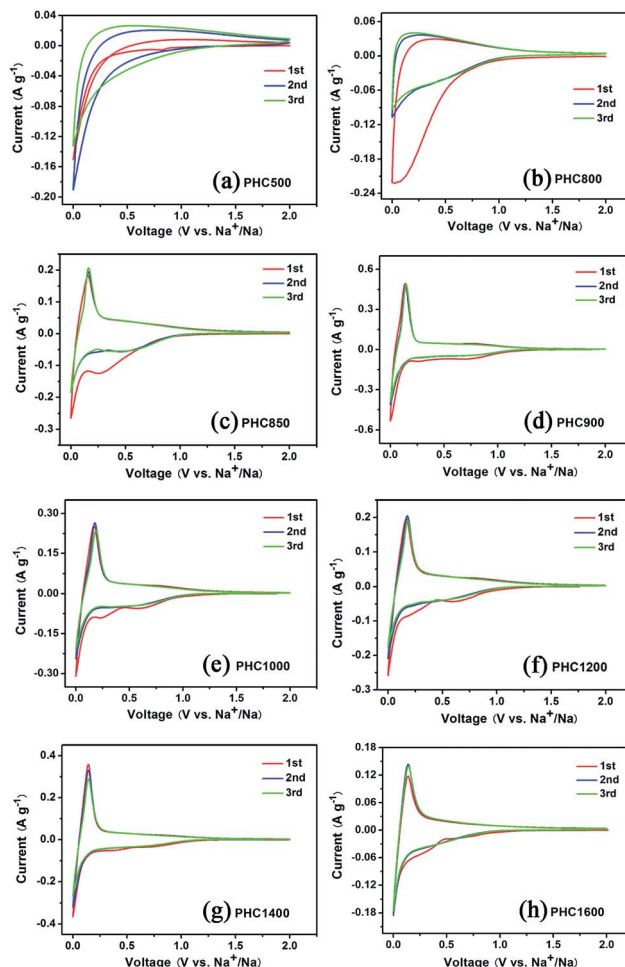 0.04
0.00
-0.04
-0.08
-0.12
-0.16
-0.20
Current (A g⁻¹)
1st
2nd
3rd
(a) PHC500
0.0 0.5 1.0 1.5 2.0
Voltage (V vs. Na⁺/Na)
0.06
0.00
-0.06
-0.12
-0.18
-0.24
Current (A g⁻¹)
1st
2nd
3rd
(b) PHC800
0.0 0.5 1.0 1.5 2.0
Voltage (V vs. Na⁺/Na)
0.2
0.1
0.0
-0.1
-0.2
-0.3
Current (A g⁻¹)
1st
2nd
3rd
(c) PHC850
0.0 0.5 1.0 1.5 2.0
Voltage (V vs. Na⁺/Na)
0.6
0.3
0.0
-0.3
-0.6
Current (A g⁻¹)
1st
2nd
3rd
(d) PHC900
0.0 0.5 1.0 1.5 2.0
Voltage (V vs. Na⁺/Na)
0.30
0.15
0.00
-0.15
-0.30
Current (A g⁻¹)
1st
2nd
3rd
(e) PHC1000
0.0 0.5 1.0 1.5 2.0
Voltage (V vs. Na⁺/Na)
0.2
0.1
0.0
-0.1
-0.2
-0.3
Current (A g⁻¹)
1st
2nd
3rd
(f) PHC1200
0.0 0.5 1.0 1.5 2.0
Voltage (V vs. Na⁺/Na)
0.4
0.2
0.0
-0.2
-0.4
Current (A g⁻¹)
1st
2nd
3rd
(g) PHC1400
0.0 0.5 1.0 1.5 2.0
Voltage (V vs. Na⁺/Na)
0.18
0.12
0.06
0.00
-0.06
-0.12
-0.18
Current (A g⁻¹)
1st
2nd
3rd
(h) PHC1600
0.0 0.5 1.0 1.5 2.0
Voltage (V vs. Na⁺/Na)